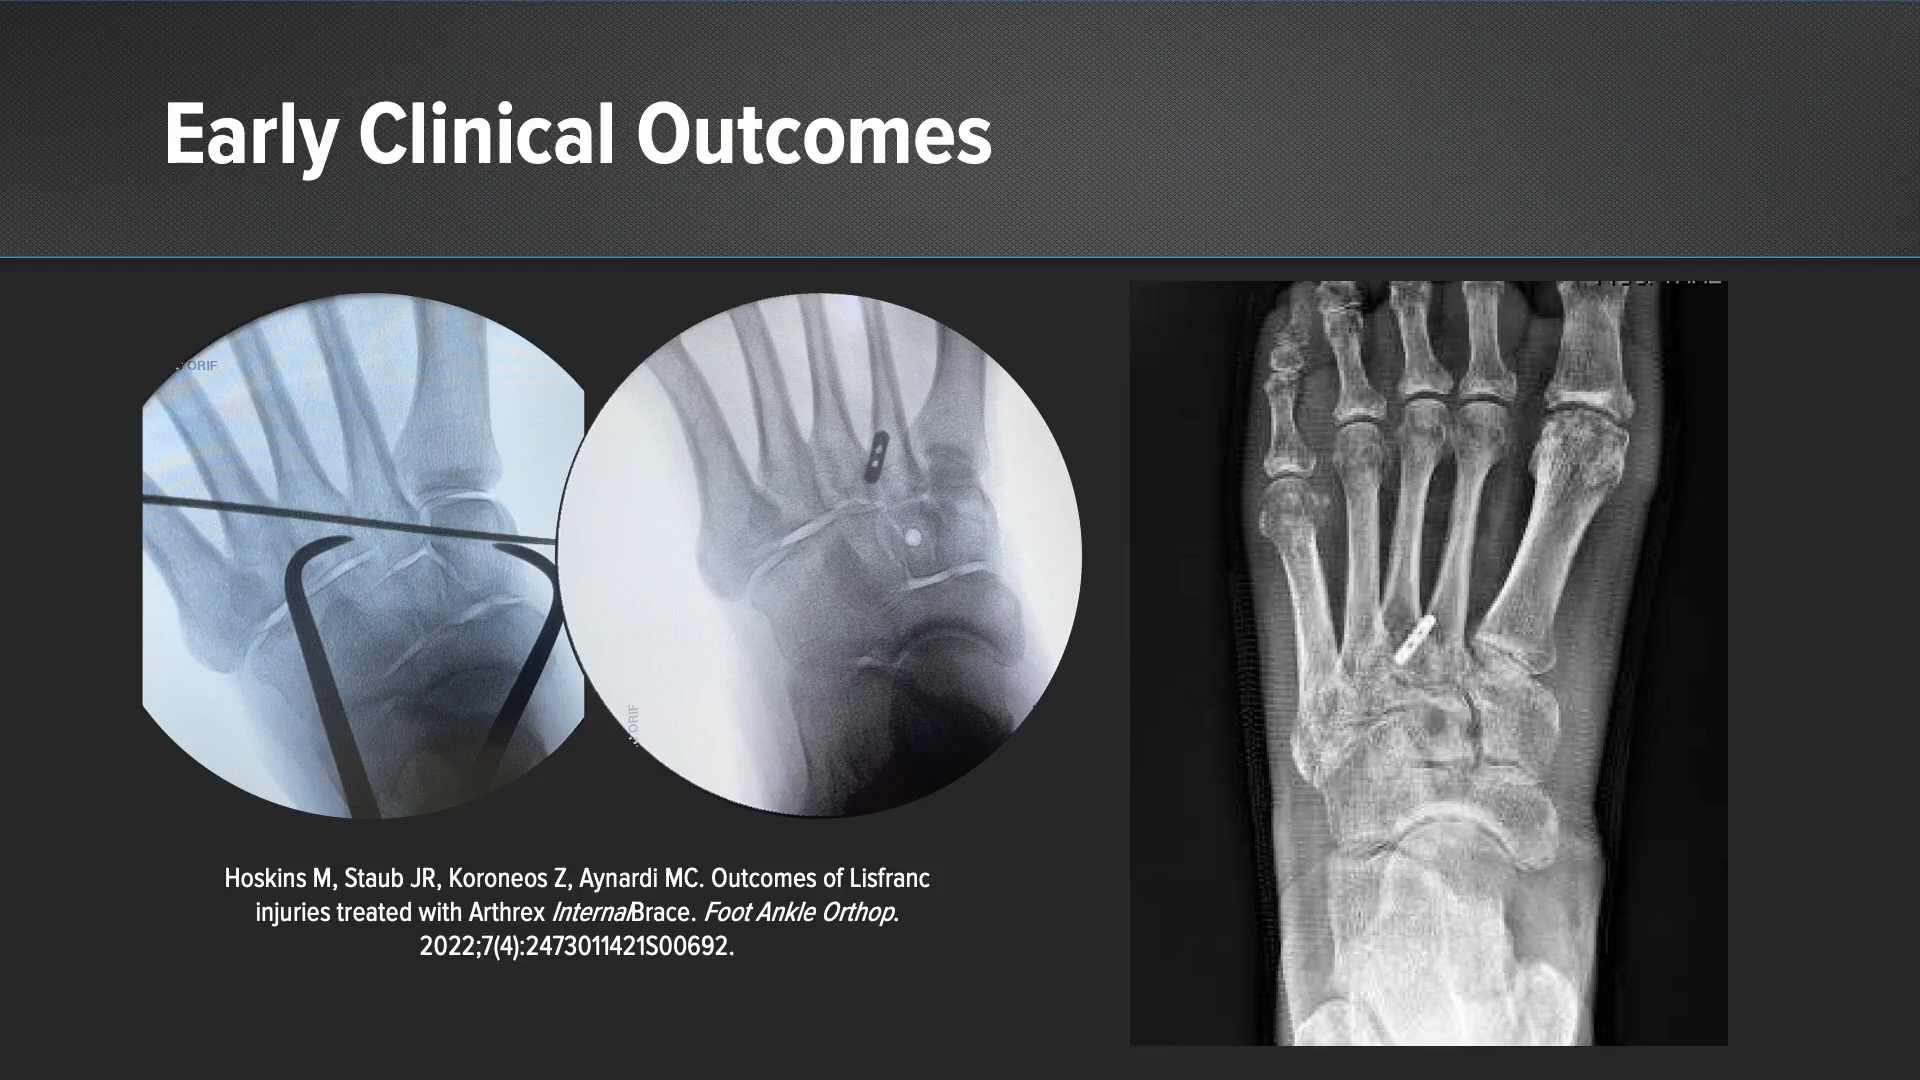 Early Clinical Outcomes
ORIF
ORIF
Hoskins M, Staub JR, Koroneos Z, Aynardi MC. Outcomes of Lisfranc
injuries treated with Arthrex InternalBrace. Foot Ankle Orthop.
2022;7(4):2473011421S00692.